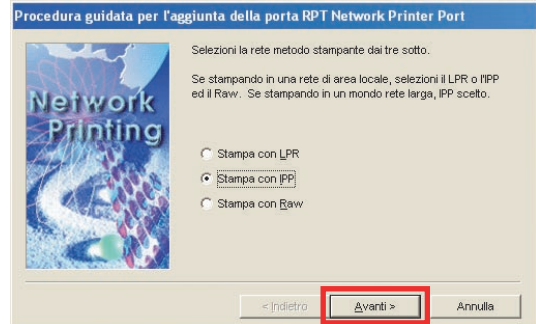 Procedura guidata per l'aggiunta della porta RPT Network Printer Port
Network
Printing
Selezioni la rete metodo stampante dai tre sotto.
Se stampando in una rete di area locale, selezioni il LPR o l'IPP
ed il Raw. Se stampando in un mondo rete larga, IPP scelto.
Stampa con LPR
Stampa con IPP
Stampa con Raw
< Indietro
Avanti >
Annulla